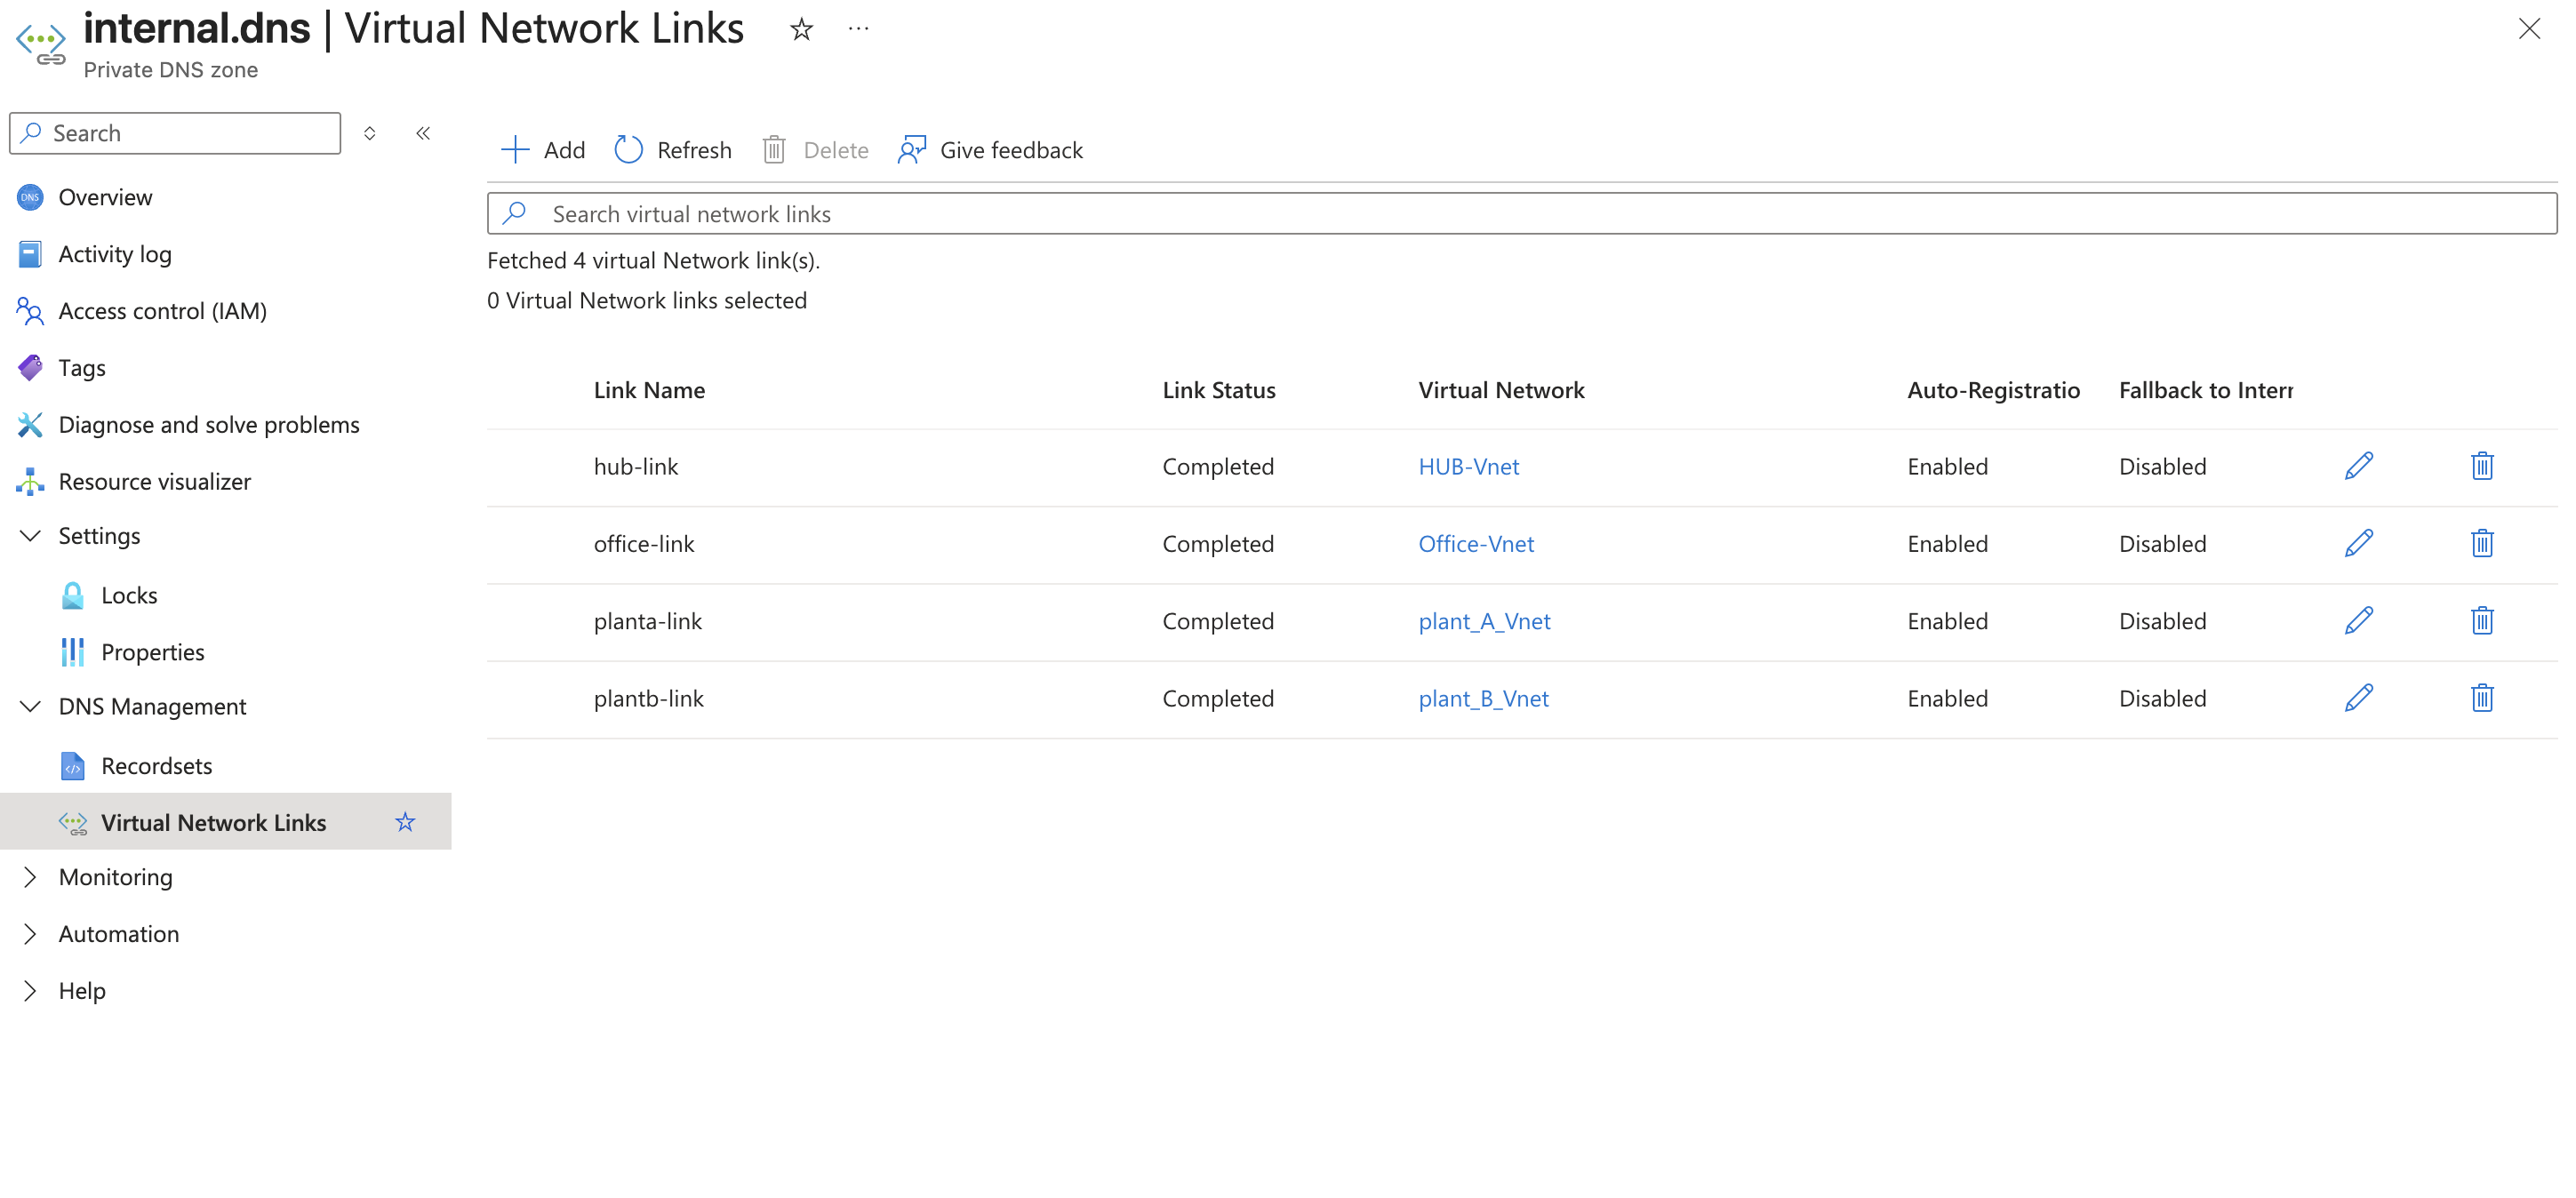 internal.dns | Virtual Network Links
Private DNS zone
Search
Add Refresh Delete Give feedback
Search virtual network links
Fetched 4 virtual Network link(s).
0 Virtual Network links selected
Overview
Activity log
Access control (IAM)
Tags
Diagnose and solve problems
Resource visualizer
Settings
Locks
Properties
DNS Management
Recordsets
Virtual Network Links
Monitoring
Automation
Help
Link Name Link Status Virtual Network Auto-Registratio Fallback to Interr
hub-link Completed HUB-Vnet Enabled Disabled
office-link Completed Office-Vnet Enabled Disabled
planta-link Completed plant_A_Vnet Enabled Disabled
plantb-link Completed plant_B_Vnet Enabled Disabled